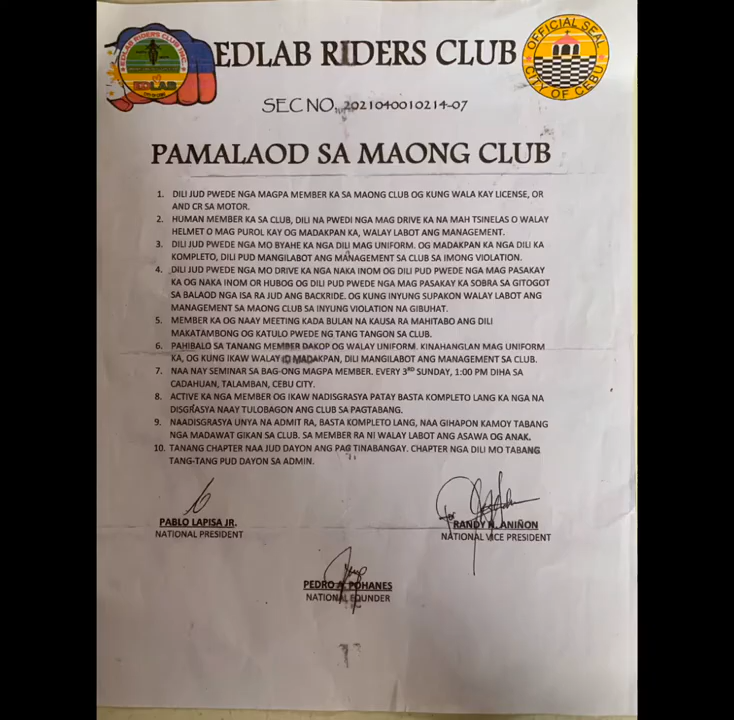 EDLAB RIDERS CLUB INC.
EDLAB
EDLAB RIDERS CLUB
OFFICIAL SEAL
CITY OF CEBU
SEC NO. 2021040010214-07
PAMALAOD SA MAONG CLUB
1. DILI JUD PWEDE NGA MAGPA MEMBER KA SA MAONG CLUB OG KUNG WALA KAY LICENSE, OR
AND CR SA MOTOR.
2. HUMAN MEMBER KA SA CLUB, DILI NA PWEDI NGA MAG DRIVE KA NA MAH TSINELAS O WALAY
HELMET O MAG PUROL KAY OG MADAKPAN KA, WALAY LABOT ANG MANAGEMENT.
3. DILI JUD PWEDE NGA MO BYAHE KA NGA DILI MAG UNIFORM. OG MADAKPAN KA NGA DILI KA
KOMPLETO, DILI PUD MANGILABOT ANG MANAGEMENT SA CLUB SA IMONG VIOLATION.
4. DILI JUD PWEDE NGA MO DRIVE KA NGA NAKA INOM OG DILI PUD PWEDE NGA MAG PASAKAY
KA OG NAKA INOM OR HUBOG OG DILI PUD PWEDE NGA MAG PASAKAY KA SOBRA SA GITOGOT
SA BALAOD NGA ISA RA JUD ANG BACKRIDE. OG KUNG INYUNG SUPAKON WALAY LABOT ANG
MANAGEMENT SA MAONG CLUB SA INYUNG VIOLATION NA GIBUHAT.
5. MEMBER KA OG NAAY MEETING KADA BULAN NA KAUSA RA MAHITABO ANG DILI
MAKATAMBONG OG KATULO PWEDE NG TANG TANGON SA CLUB.
6. PAHIBALO SA TANANG MEMBER DAKOP OG WALAY UNIFORM. KINAHANGLAN MAG UNIFORM
KA, OG KUNG IKAW WALAY ID MADAKPAN, DILI MANGILABOT ANG MANAGEMENT SA CLUB.
7. NAA NAY SEMINAR SA BAG-ONG MAGPA MEMBER. EVERY 3RD SUNDAY, 1:00 PM DIHA SA
CADAHUAN, TALAMBAN, CEBU CITY.
8. ACTIVE KA NGA MEMBER OG IKAW NADISGRASYA PATAY BASTA KOMPLETO LANG KA NGA NA
DISGRASYA NAAY TULOBAGON ANG CLUB SA PAGTABANG.
9. NAADISGRASYA UNYA NA ADMIT RA, BASTA KOMPLETO LANG, NAA GIHAPON KAMOY TABANG
NGA MADAWAT GIKAN SA CLUB. SA MEMBER RA NI WALAY LABOT ANG ASAWA OG ANAK.
10. TANANG CHAPTER NAA JUD DAYON ANG PAG TINABANGAY. CHAPTER NGA DILI MO TABANG
TANG-TANG PUD DAYON SA ADMIN.
PABLO LAPISA JR.
NATIONAL PRESIDENT
RANDY N. ANIÑON
NATIONAL VICE PRESIDENT
PEDRO A. POHANES
NATIONAL FOUNDER